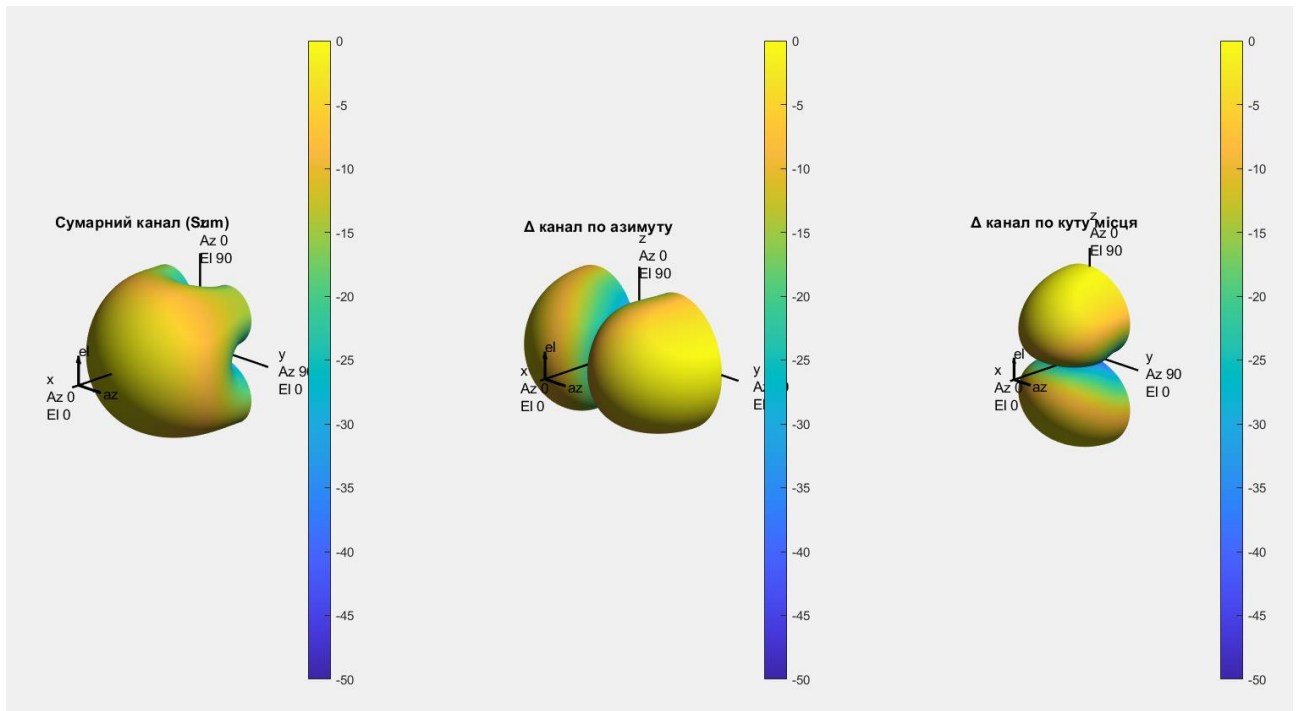 Сумарний канал (Sum)
z
Az 0
El 90
x
Az 0
El 0
el
az
y
Az 90
El 0
0
-5
-10
-15
-20
-25
-30
-35
-40
-45
-50
Δ канал по азимуту
z
Az 0
El 90
x
Az 0
El 0
el
az
y
Az
El
0
-5
-10
-15
-20
-25
-30
-35
-40
-45
-50
Δ канал по куту місця
z
Az 0
El 90
x
Az 0
El 0
el
az
y
Az 90
El 0
0
-5
-10
-15
-20
-25
-30
-35
-40
-45
-50